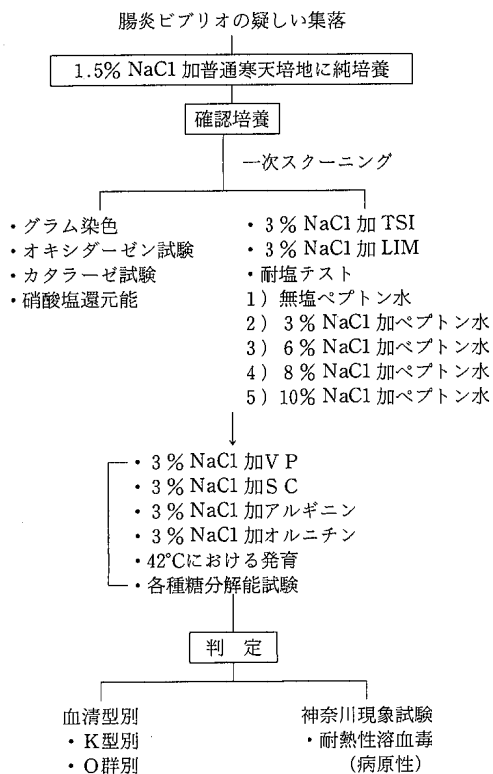 腸炎ビブリオの疑しい集落
1.5% NaCl 加普通寒天培地に純培養
確認培養
一次スクーニング
・グラム染色
・オキシダーゼン試験
・カタラーゼ試験
・硝酸塩還元能
・3% NaCl 加 TSI
・3% NaCl 加 LIM
・耐塩テスト
1) 無塩ペプトン水
2) 3% NaCl 加ペプトン水
3) 6% NaCl 加ペプトン水
4) 8% NaCl 加ペプトン水
5) 10% NaCl 加ペプトン水
・3% NaCl 加VP
・3% NaCl 加SC
・3% NaCl 加アルギニン
・3% NaCl 加オルニチン
・42°Cにおける発育
・各種糖分解能試験
判 定
血清型別
・K型別
・O群別
神奈川現象試験
・耐熱性溶血毒
(病原性)